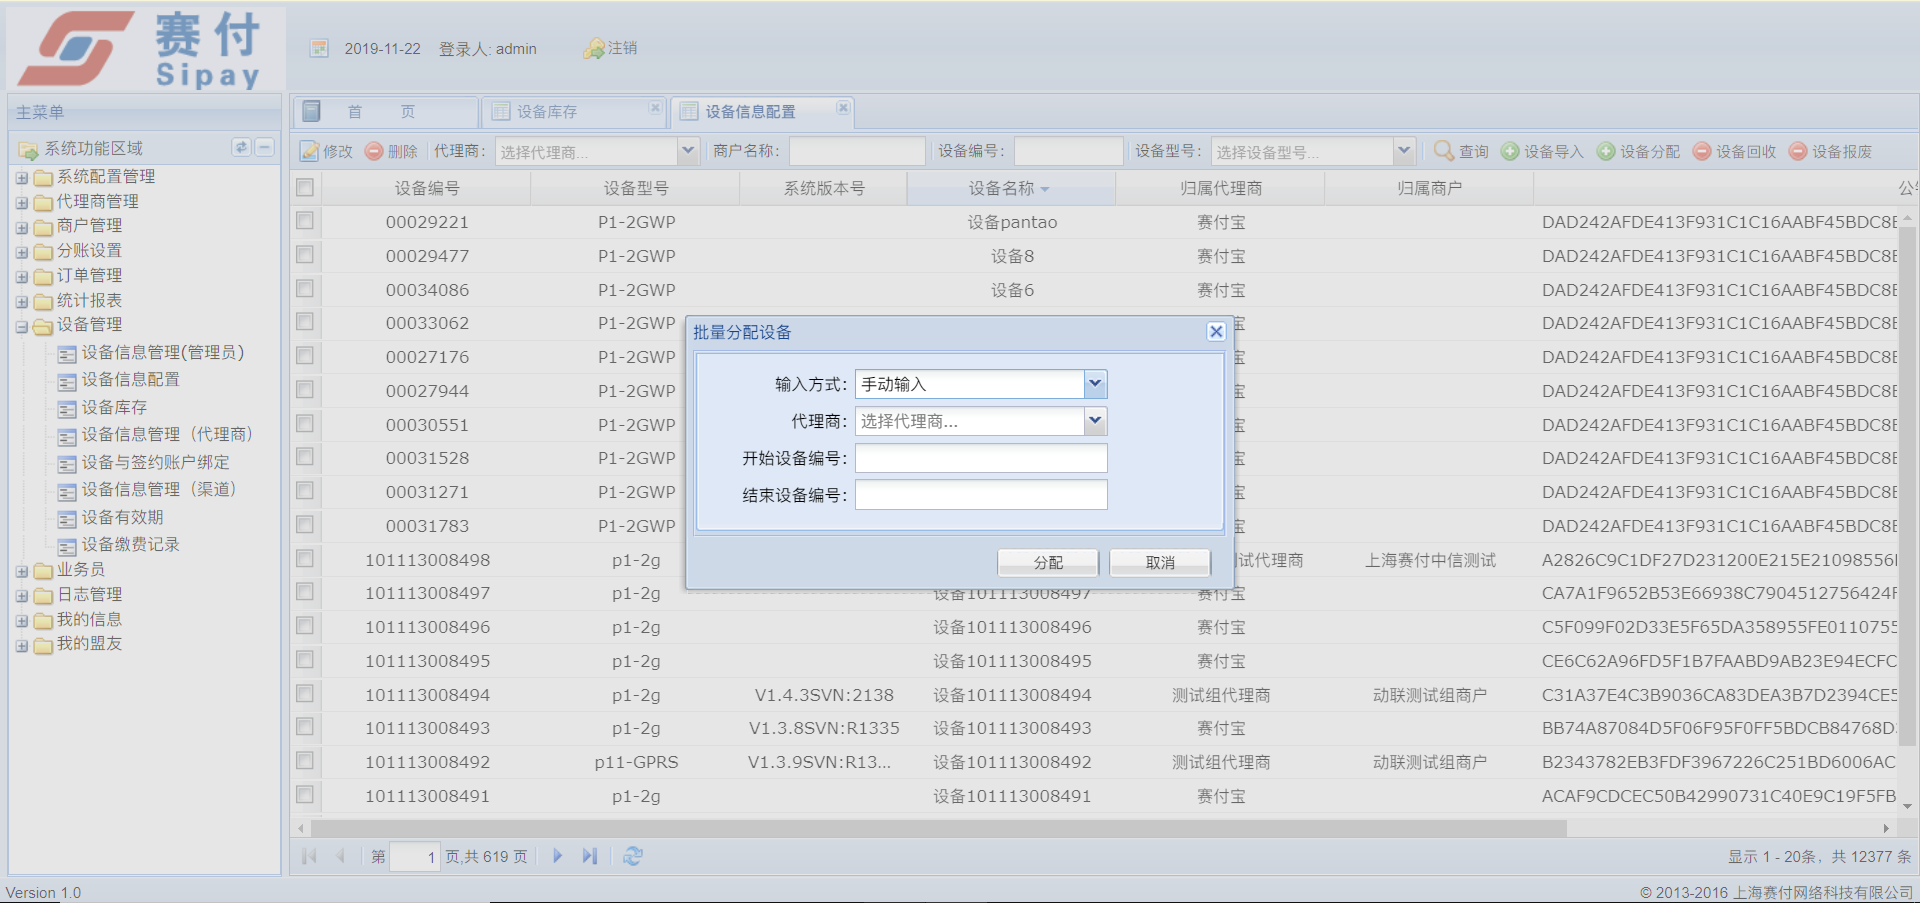 赛付
Sipay
2019-11-22 登录人: admin 注销
主菜单
系统功能区域
系统配置管理
代理商管理
商户管理
分账设置
订单管理
统计报表
设备管理
设备信息管理(管理员)
设备信息配置
设备库存
设备信息管理（代理商）
设备与签约账户绑定
设备信息管理（渠道）
设备有效期
设备缴费记录
业务员
日志管理
我的信息
我的盟友
首 页 设备库存 设备信息配置
修改 删除 代理商: 选择代理商... 商户名称: 设备编号: 设备型号: 选择设备型号... 查询 设备导入 设备分配 设备回收 设备报废
设备编号 设备型号 系统版本号 设备名称 归属代理商 归属商户
00029221 P1-2GWP 设备pantao 赛付宝 DAD242AFDE413F931C1C16AABF45BDC8E
00029477 P1-2GWP 设备8 赛付宝 DAD242AFDE413F931C1C16AABF45BDC8E
00034086 P1-2GWP 设备6 赛付宝 DAD242AFDE413F931C1C16AABF45BDC8E
00033062 P1-2GWP 宝 DAD242AFDE413F931C1C16AABF45BDC8E
00027176 P1-2GWP 宝 DAD242AFDE413F931C1C16AABF45BDC8E
00027944 P1-2GWP 宝 DAD242AFDE413F931C1C16AABF45BDC8E
00030551 P1-2GWP 宝 DAD242AFDE413F931C1C16AABF45BDC8E
00031528 P1-2GWP 宝 DAD242AFDE413F931C1C16AABF45BDC8E
00031271 P1-2GWP 宝 DAD242AFDE413F931C1C16AABF45BDC8E
00031783 P1-2GWP 宝 DAD242AFDE413F931C1C16AABF45BDC8E
101113008498 p1-2g 试代理商 上海赛付中信测试 A2826C9C1DF27D231200E215E21098556
101113008497 p1-2g 设备101113008497 赛付宝 CA7A1F9652B53E66938C7904512756424F
101113008496 p1-2g 设备101113008496 赛付宝 C5F099F02D33E5F65DA358955FE0110755
101113008495 p1-2g 设备101113008495 赛付宝 CE6C62A96FD5F1B7FAABD9AB23E94ECFC
101113008494 p1-2g V1.4.3SVN:2138 设备101113008494 测试组代理商 动联测试组商户 C31A37E4C3B9036CA83DEA3B7D2394CE5
101113008493 p1-2g V1.3.8SVN:R1335 设备101113008493 赛付宝 BB74A87084D5F06F95F0FF5BDCB84768D
101113008492 p11-GPRS V1.3.9SVN:R13... 设备101113008492 测试组代理商 动联测试组商户 B2343782EB3FDF3967226C251BD6006AC
101113008491 p1-2g 设备101113008491 赛付宝 ACAF9CDCEC50B42990731C40E9C19F5FB
批量分配设备
输入方式: 手动输入
代理商: 选择代理商...
开始设备编号:
结束设备编号:
分配 取消
第 1 页,共 619 页
显示 1 - 20条，共 12377 条
Version 1.0
© 2013-2016 上海赛付网络科技有限公司